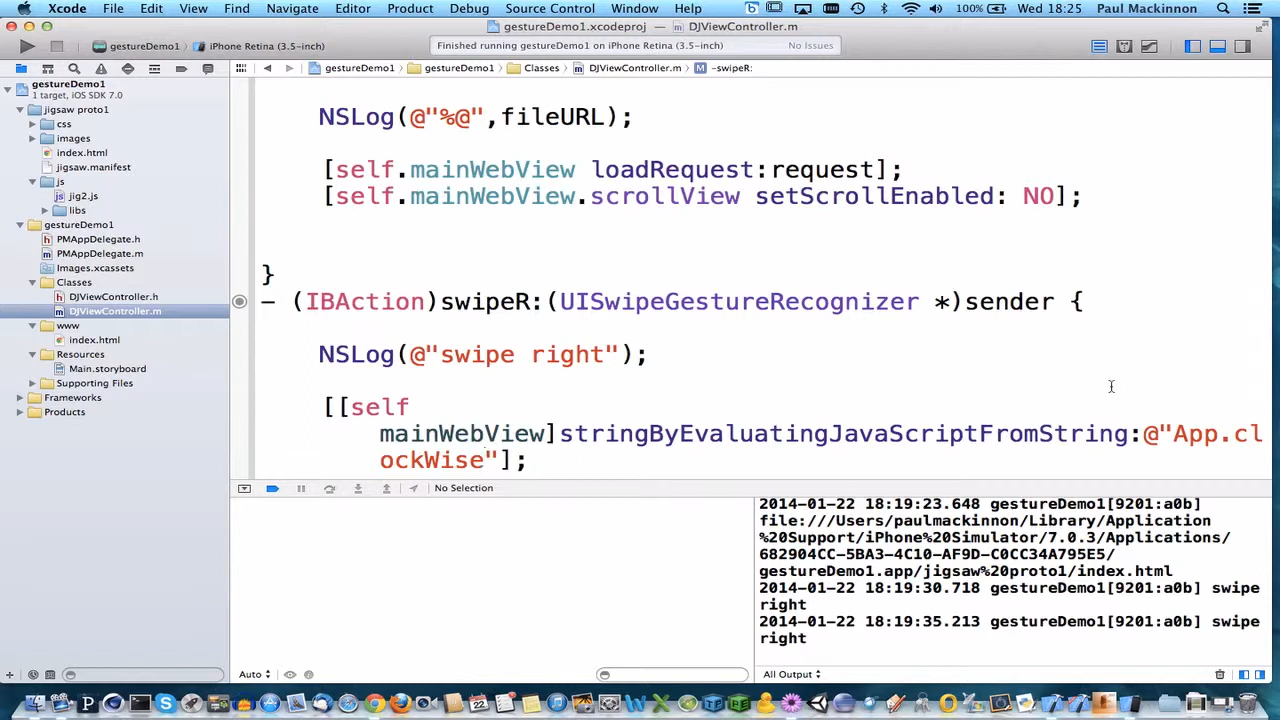 Xcode File Edit View Find Navigate Editor Product Debug Source Control Window Help 100% Wed 18:25 Paul Mackinnon
gestureDemo1.xcodeproj — DJViewController.m
gestureDemo1 iPhone Retina (3.5-inch) Finished running gestureDemo1 on iPhone Retina (3.5-inch) No Issues
gestureDemo1 gestureDemo1 Classes DJViewController.m M -swipeR:
gestureDemo1
1 target, iOS SDK 7.0
jigsaw proto1
css
images
index.html
jigsaw.manifest
js
jig2.js
libs
gestureDemo1
PMAppDelegate.h
PMAppDelegate.m
Images.xcassets
Classes
DJViewController.h
DJViewController.m
www
index.html
Resources
Main.storyboard
Supporting Files
Frameworks
Products
NSLog(@"%@",fileURL);
[self.mainWebView loadRequest:request];
[self.mainWebView.scrollView setScrollEnabled: NO];
}
- (IBAction)swipeR:(UISwipeGestureRecognizer *)sender {
NSLog(@"swipe right");
[[self
mainWebView]stringByEvaluatingJavaScriptFromString:@"App.cl
ockWise"];
No Selection
2014-01-22 18:19:23.648 gestureDemo1[9201:a0b]
file:///Users/paulmackinnon/Library/Application
%20Support/iPhone%20Simulator/7.0.3/Applications/
682904CC-5BA3-4C10-AF9D-C0CC34A795E5/
gestureDemo1.app/jigsaw%20proto1/index.html
2014-01-22 18:19:30.718 gestureDemo1[9201:a0b] swipe
right
2014-01-22 18:19:35.213 gestureDemo1[9201:a0b] swipe
right
Auto
All Output